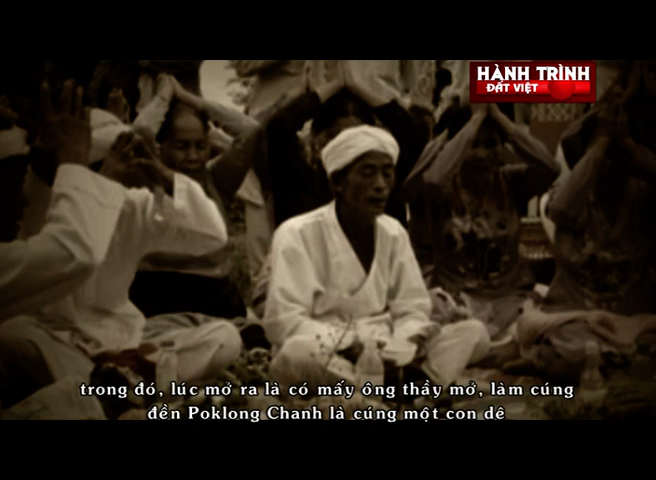 HÀNH TRÌNH
ĐẤT VIỆT
trong đó, lúc mở ra là có mấy ông thầy mở, làm cúng
đền Poklong Chanh là cúng một con dê